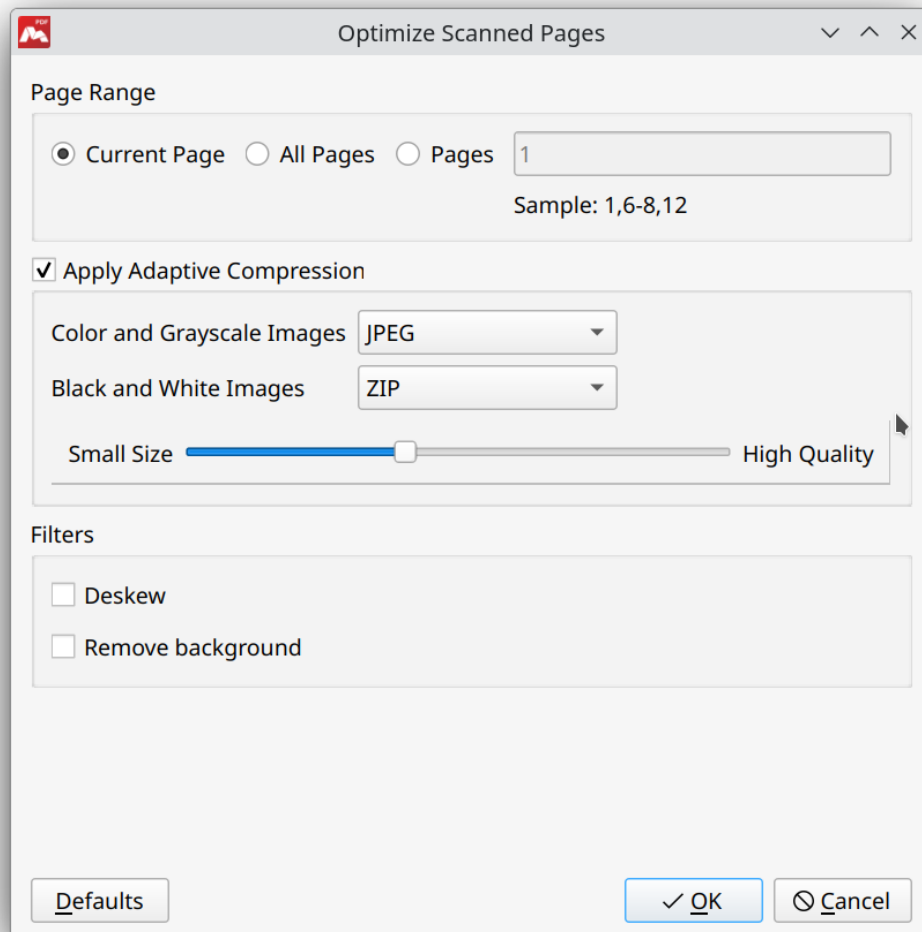 PDF
Optimize Scanned Pages
Page Range
Current Page All Pages Pages 1
Sample: 1,6-8,12
Apply Adaptive Compression
Color and Grayscale Images JPEG
Black and White Images ZIP
Small Size High Quality
Filters
Deskew
Remove background
Defaults OK Cancel